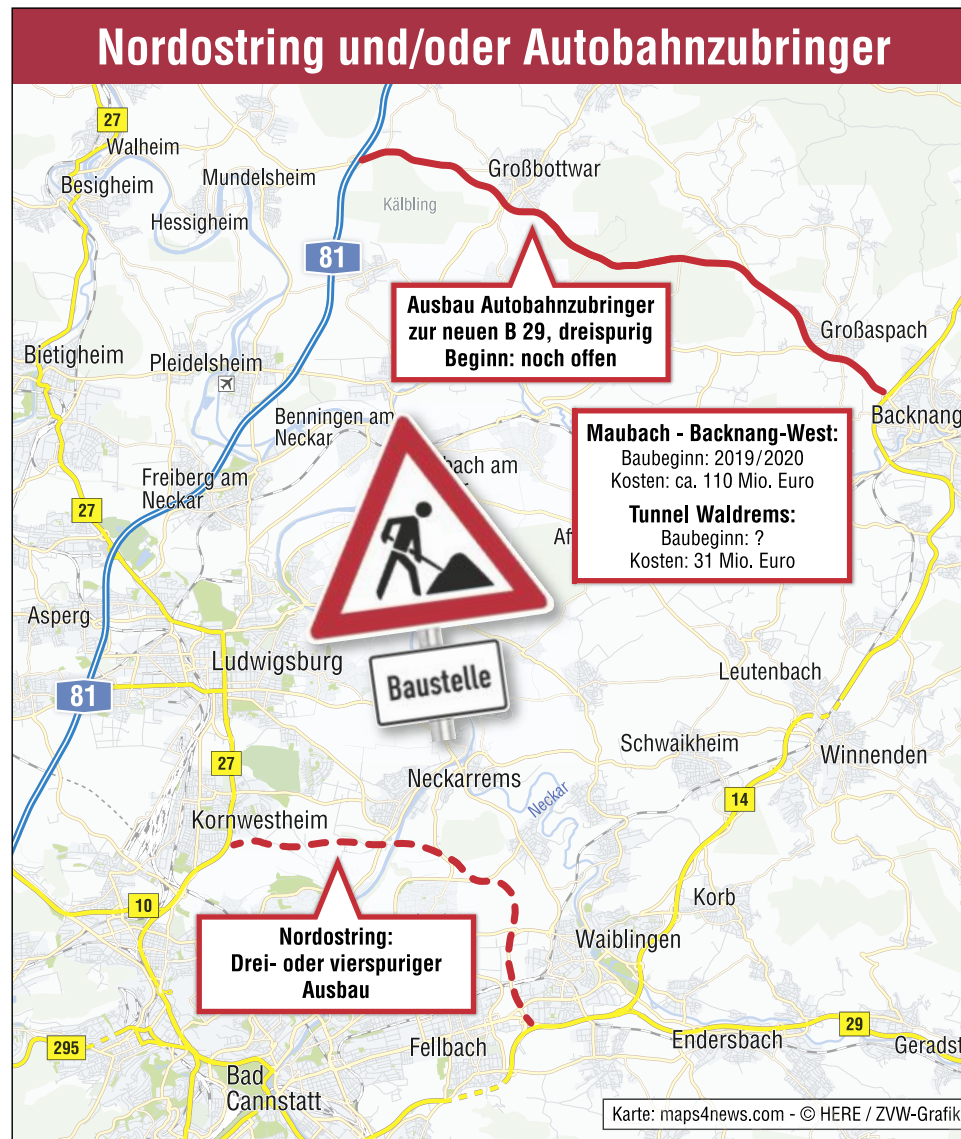 Nordostring und/oder Autobahnzubringer
27
Walheim
Besigheim
Mundelsheim
Hessigheim
Großbottwar
Kälbling
81
Ausbau Autobahnzubringer
zur neuen B 29, dreispurig
Beginn: noch offen
Großaspach
Bietigheim
Pleidelsheim
Benningen am
Neckar
Backnang
Maubach - Backnang-West:
Baubeginn: 2019/2020
Kosten: ca. 110 Mio. Euro
Tunnel Waldrems:
Baubeginn: ?
Kosten: 31 Mio. Euro
Freiberg am
Neckar
bach am
Af
27
Asperg
Ludwigsburg
81
Baustelle
Leutenbach
Schwaikheim
Winnenden
27
Neckarrems
Neckar
14
Kornwestheim
10
Korb
Nordostring:
Drei- oder vierspuriger
Ausbau
Waiblingen
295
Fellbach
Endersbach
29
Geradst
Bad
Cannstatt
Karte: maps4news.com - © HERE / ZVW-Grafik